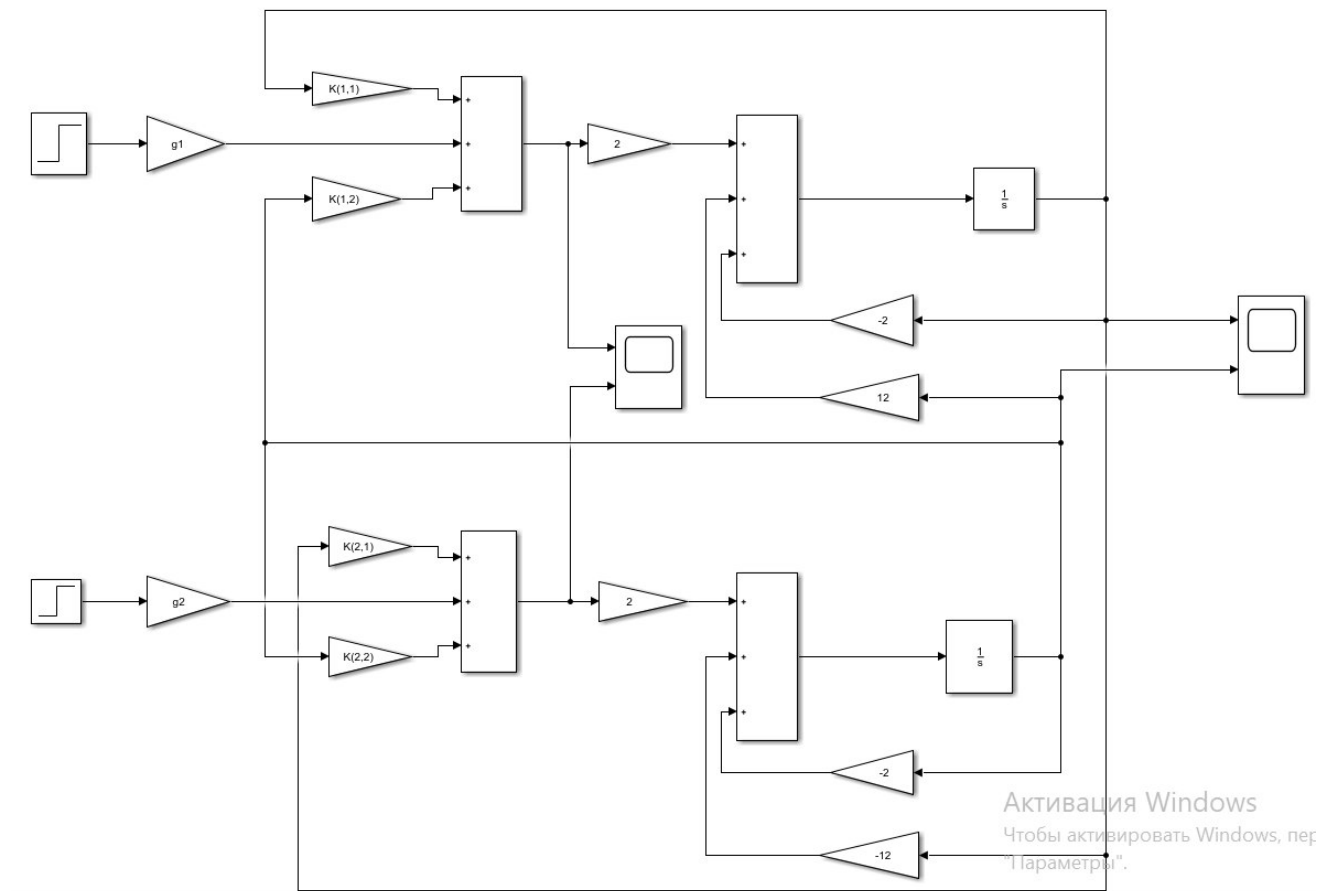 K(1,1)
+
g1
+
2
+
K(1,2)
+
+
1
s
+
-2
12
K(2,1)
+
g2
+
2
+
K(2,2)
+
+
1
s
+
-2
-12
Активация Windows
Чтобы активировать Windows, пер
"Параметры".